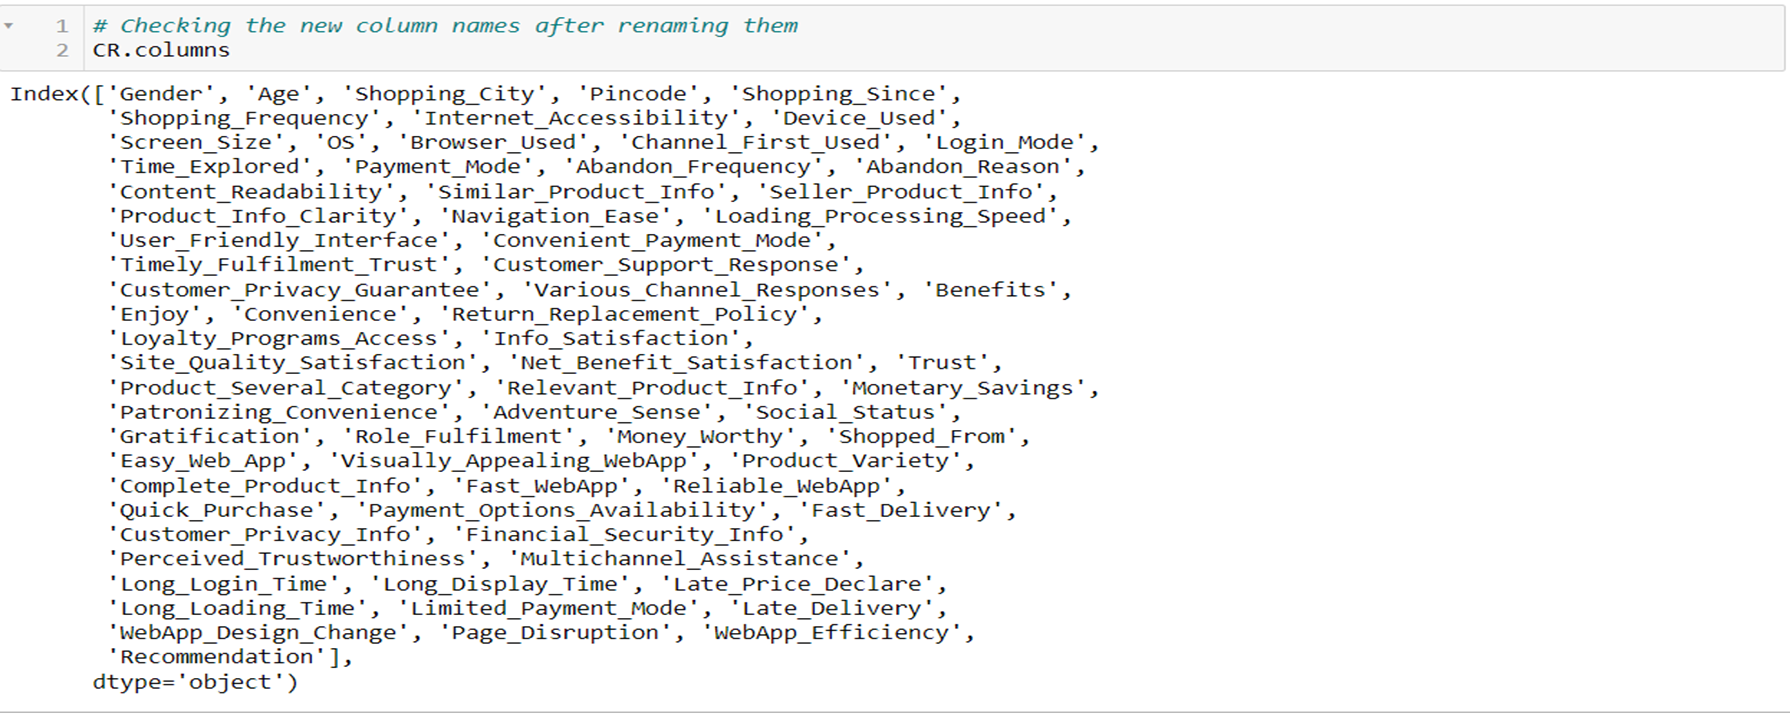 1 # Checking the new column names after renaming them
2 CR.columns
Index(['Gender', 'Age', 'Shopping_City', 'Pincode', 'Shopping_Since',
'Shopping_Frequency', 'Internet_Accessibility', 'Device_Used',
'Screen_Size', 'OS', 'Browser_Used', 'Channel_First_Used', 'Login_Mode',
'Time_Explored', 'Payment_Mode', 'Abandon_Frequency', 'Abandon_Reason',
'Content_Readability', 'Similar_Product_Info', 'Seller_Product_Info',
'Product_Info_Clarity', 'Navigation_Ease', 'Loading_Processing_Speed',
'User_Friendly_Interface', 'Convenient_Payment_Mode',
'Timely_Fulfilment_Trust', 'Customer_Support_Response',
'Customer_Privacy_Guarantee', 'Various_Channel_Responses', 'Benefits',
'Enjoy', 'Convenience', 'Return_Replacement_Policy',
'Loyalty_Programs_Access', 'Info_Satisfaction',
'Site_Quality_Satisfaction', 'Net_Benefit_Satisfaction', 'Trust',
'Product_Several_Category', 'Relevant_Product_Info', 'Monetary_Savings',
'Patronizing_Convenience', 'Adventure_Sense', 'Social_Status',
'Gratification', 'Role_Fulfilment', 'Money_Worthy', 'Shopped_From',
'Easy_Web_App', 'Visually_Appealing_WebApp', 'Product_Variety',
'Complete_Product_Info', 'Fast_WebApp', 'Reliable_WebApp',
'Quick_Purchase', 'Payment_Options_Availability', 'Fast_Delivery',
'Customer_Privacy_Info', 'Financial_Security_Info',
'Perceived_Trustworthiness', 'Multichannel_Assistance',
'Long_Login_Time', 'Long_Display_Time', 'Late_Price_Declare',
'Long_Loading_Time', 'Limited_Payment_Mode', 'Late_Delivery',
'WebApp_Design_Change', 'Page_Disruption', 'WebApp_Efficiency',
'Recommendation'],
dtype='object')